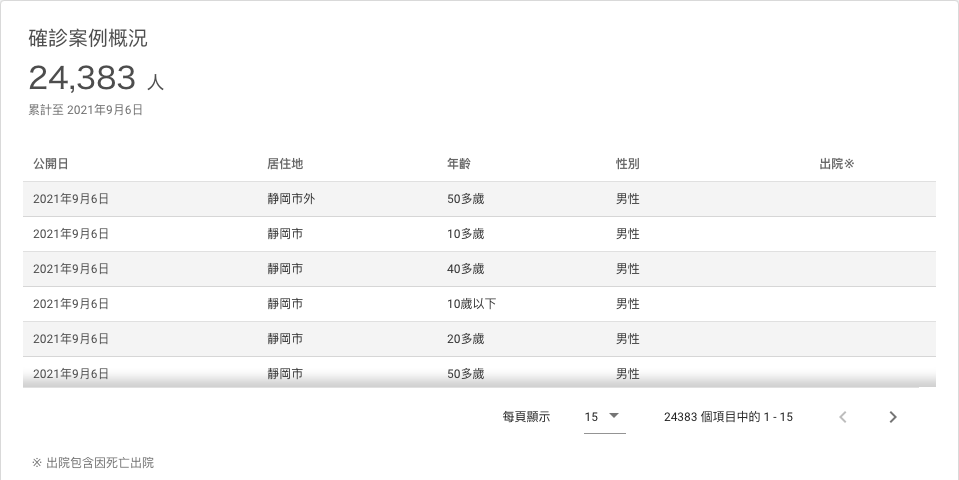 確診案例概況
24,383 人
累計至 2021年9月6日
公開日 居住地 年齡 性別 出院※
2021年9月6日 靜岡市外 50多歲 男性
2021年9月6日 靜岡市 10多歲 男性
2021年9月6日 靜岡市 40多歲 男性
2021年9月6日 靜岡市 10歲以下 男性
2021年9月6日 靜岡市 20多歲 男性
2021年9月6日 靜岡市 50多歲 男性
每頁顯示 15 24383 個項目中的 1 - 15
※ 出院包含因死亡出院